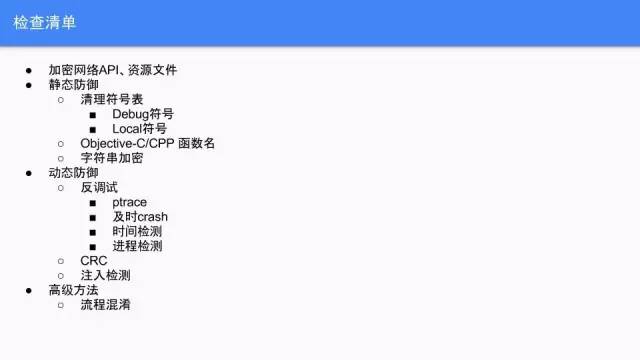 检查清单
● 加密网络API、资源文件
● 静态防御
○ 清理符号表
■ Debug符号
■ Local符号
○ Objective-C/CPP 函数名
○ 字符串加密
● 动态防御
○ 反调试
■ ptrace
■ 及时crash
■ 时间检测
■ 进程检测
○ CRC
○ 注入检测
● 高级方法
○ 流程混淆